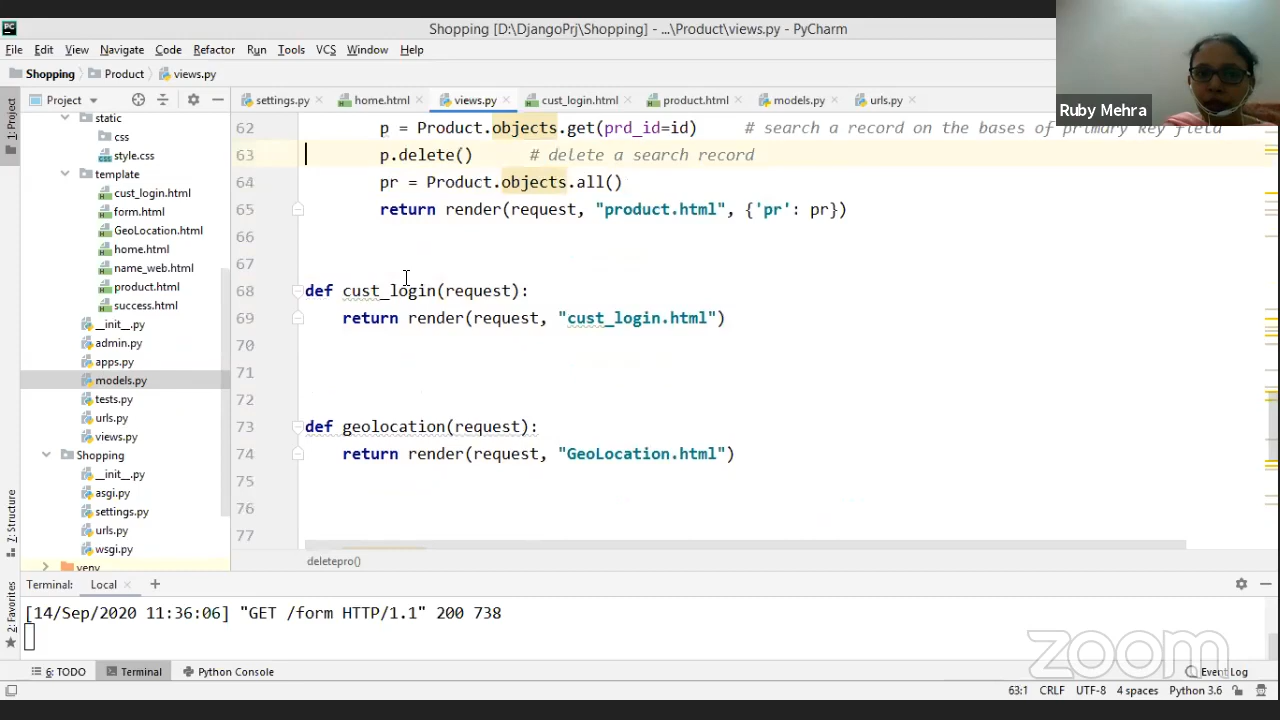 Shopping [D:\DjangoPrj\Shopping] - ...\Product\views.py - PyCharm
File Edit View Navigate Code Refactor Run Tools VCS Window Help
Ruby Mehra
Shopping Product views.py
1: Project
Project
settings.py home.html views.py cust_login.html product.html models.py urls.py
static
css
style.css
template
cust_login.html
form.html
GeoLocation.html
home.html
name_web.html
product.html
success.html
__init__.py
admin.py
apps.py
models.py
tests.py
urls.py
views.py
Shopping
__init__.py
asgi.py
settings.py
urls.py
wsgi.py
venv
62 p = Product.objects.get(prd_id=id) # search a record on the bases of primary key field
63 p.delete() # delete a search record
64 pr = Product.objects.all()
65 return render(request, "product.html", {'pr': pr})
66
67
68 def cust_login(request):
69 return render(request, "cust_login.html")
70
71
72
73 def geolocation(request):
74 return render(request, "GeoLocation.html")
75
76
77
deletepro()
7: Structure
2: Favorites
Terminal: Local
[14/Sep/2020 11:36:06] "GET /form HTTP/1.1" 200 738
zoom
6: TODO Terminal Python Console Event Log
63:1 CRLF UTF-8 4 spaces Python 3.6